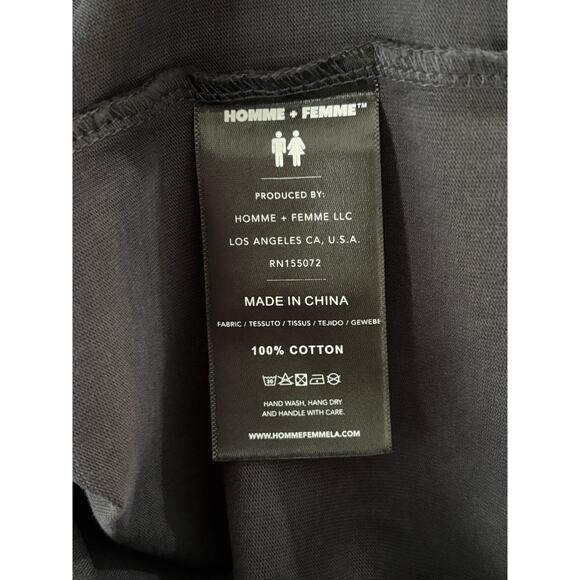 HOMME + FEMME™
PRODUCED BY:
HOMME + FEMME LLC
LOS ANGELES CA, U.S.A.
RN155072
MADE IN CHINA
FABRIC / TESSUTO / TISSUS / TEJIDO / GEWEBE
100% COTTON
30
HAND WASH, HANG DRY
AND HANDLE WITH CARE.
WWW.HOMMEFEMMELA.COM